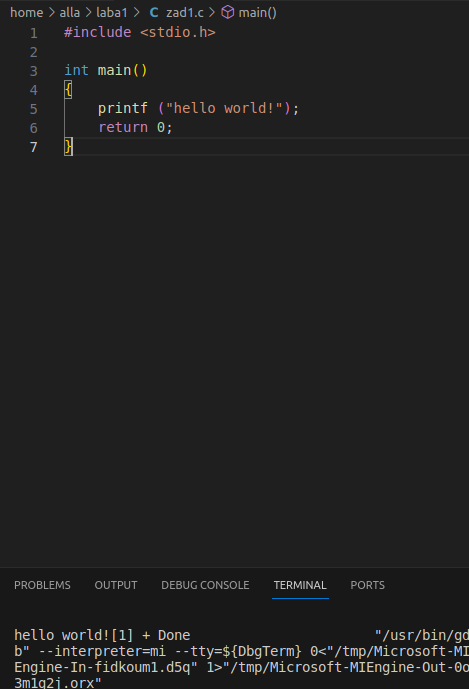 home > alla > laba1 > C zad1.c > main()
1 #include <stdio.h>
2
3 int main()
4 {
5     printf ("hello world!");
6     return 0;
7 }
PROBLEMS OUTPUT DEBUG CONSOLE TERMINAL PORTS
hello world![1] + Done                       "/usr/bin/gd
b" --interpreter=mi --tty=${DbgTerm} 0<"/tmp/Microsoft-MI
Engine-In-fidkoum1.d5q" 1>"/tmp/Microsoft-MIEngine-Out-0o
3m1g2j.orx"